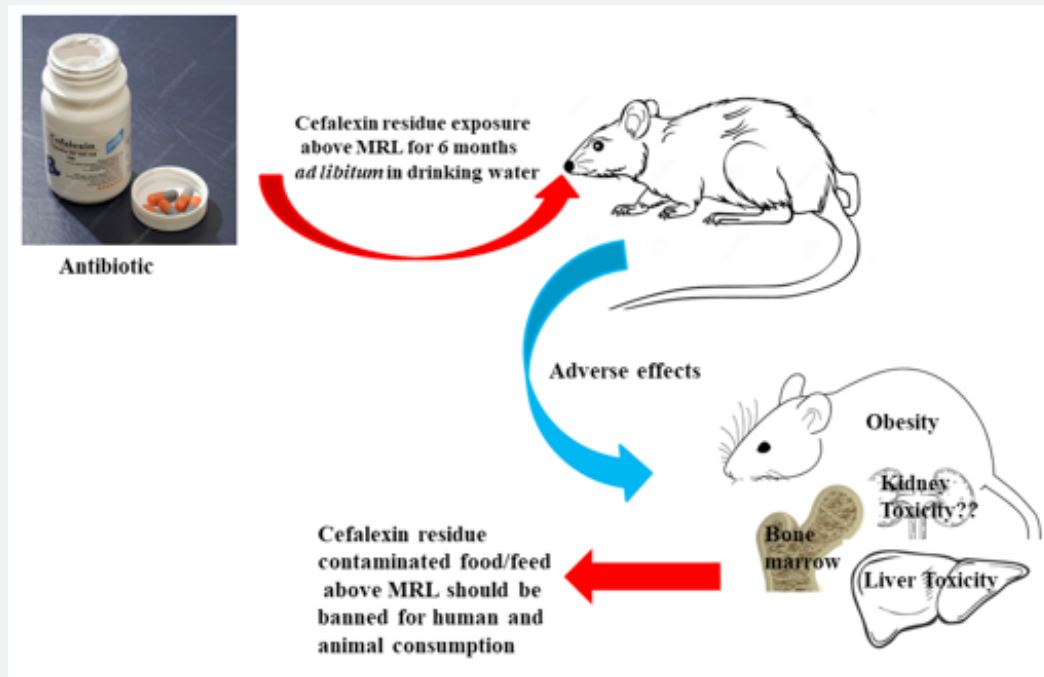 Cefalexin
Antibiotic
Cefalexin residue exposure
above MRL for 6 months
ad libitum in drinking water
Adverse effects
Obesity
Kidney
Toxicity??
Bone
marrow
Liver Toxicity
Cefalexin residue
contaminated food/feed
above MRL should be
banned for human and
animal consumption